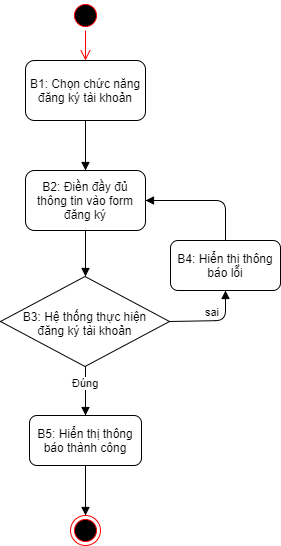 B1: Chọn chức năng
đăng ký tài khoản
B2: Điền đầy đủ
thông tin vào form
đăng ký
B4: Hiển thị thông
báo lỗi
B3: Hệ thống thực hiện
đăng ký tài khoản
sai
Đúng
B5: Hiển thị thông
báo thành công